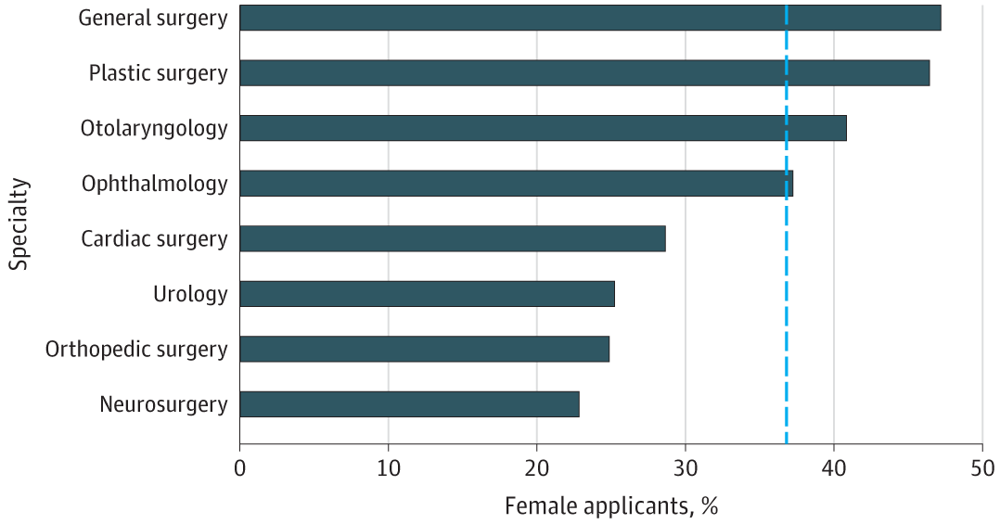 General surgery
Plastic surgery
Otolaryngology
Ophthalmology
Cardiac surgery
Urology
Orthopedic surgery
Neurosurgery
Specialty
0 10 20 30 40 50
Female applicants, %